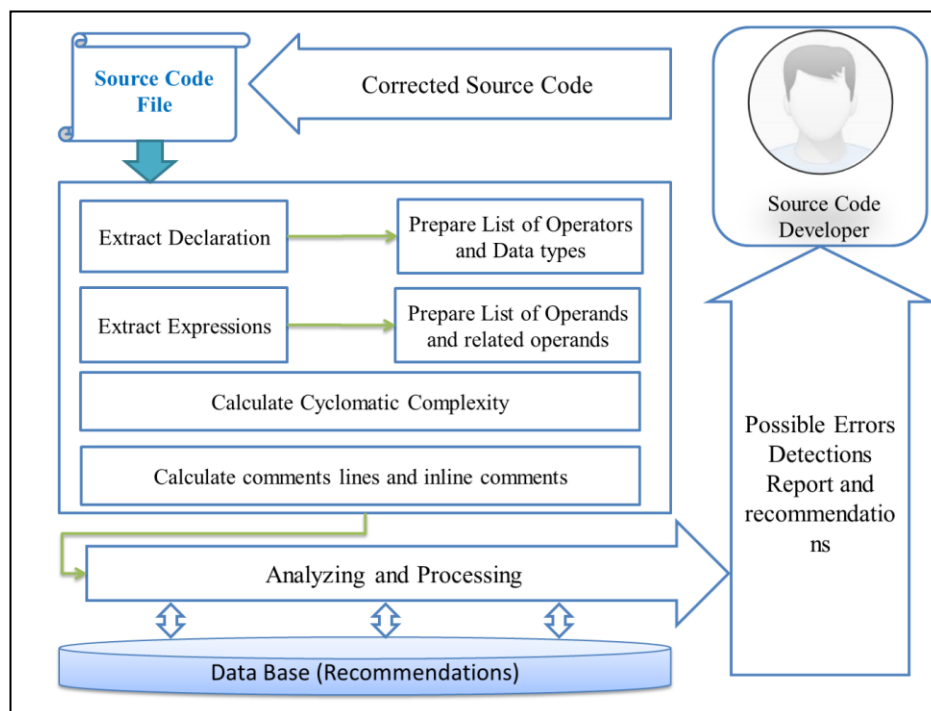 Source Code
File
Corrected Source Code
Source Code
Developer
Extract Declaration
Prepare List of Operators
and Data types
Extract Expressions
Prepare List of Operands
and related operands
Calculate Cyclomatic Complexity
Calculate comments lines and inline comments
Possible Errors
Detections
Report and
recommendatio
ns
Analyzing and Processing
Data Base (Recommendations)